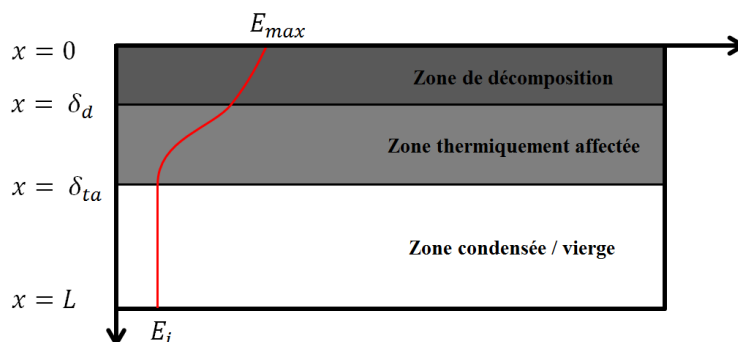 E_max
x = 0
Zone de décomposition
x = δ_d
Zone thermiquement affectée
x = δ_ta
Zone condensée / vierge
x = L
E_i